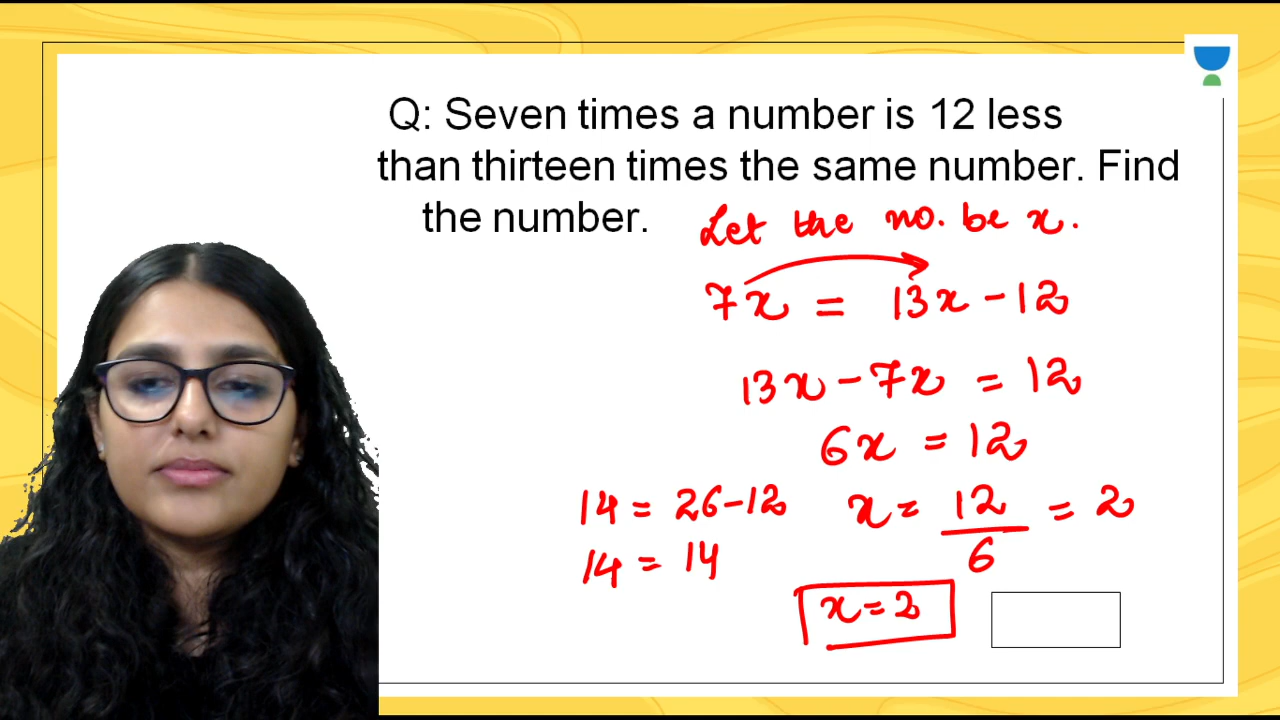 Q: Seven times a number is 12 less
than thirteen times the same number. Find
the number.
Let the no. be x.
7x = 13x - 12
13x - 7x = 12
6x = 12
x = 12/6 = 2
14 = 26 - 12
14 = 14
x = 2